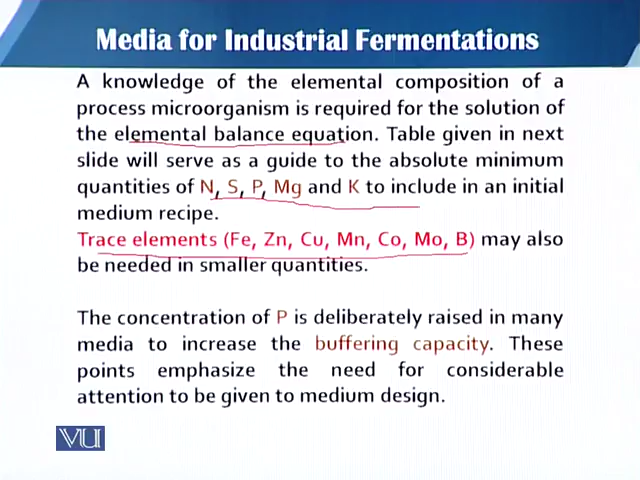 Media for Industrial Fermentations
A knowledge of the elemental composition of a
process microorganism is required for the solution of
the elemental balance equation. Table given in next
slide will serve as a guide to the absolute minimum
quantities of N, S, P, Mg and K to include in an initial
medium recipe.
Trace elements (Fe, Zn, Cu, Mn, Co, Mo, B) may also
be needed in smaller quantities.
The concentration of P is deliberately raised in many
media to increase the buffering capacity. These
points emphasize the need for considerable
attention to be given to medium design.
VU